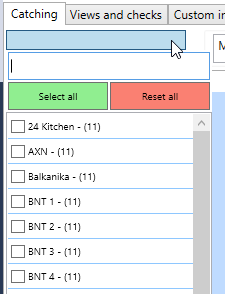 Catching Views and checks Custom in
M
Select all Reset all
24 Kitchen - (11)
AXN - (11)
Balkanika - (11)
BNT 1 - (11)
BNT 2 - (11)
BNT 3 - (11)
BNT 4 - (11)